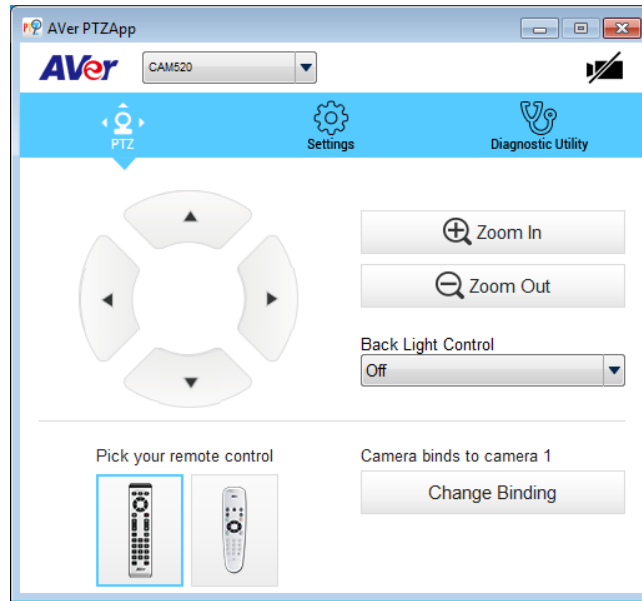 AVer PTZApp
AVer
CAM520
PTZ
Settings
Diagnostic Utility
Zoom In
Zoom Out
Back Light Control
Off
Pick your remote control
Camera binds to camera 1
Change Binding